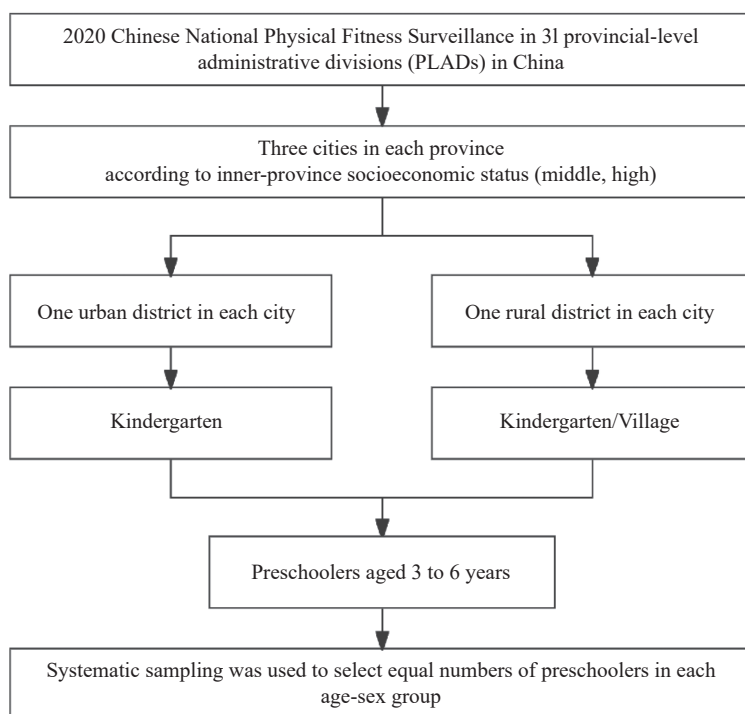 2020 Chinese National Physical Fitness Surveillance in 3l provincial-level
administrative divisions (PLADs) in China
Three cities in each province
according to inner-province socioeconomic status (middle, high)
One urban district in each city
One rural district in each city
Kindergarten
Kindergarten/Village
Preschoolers aged 3 to 6 years
Systematic sampling was used to select equal numbers of preschoolers in each
age-sex group